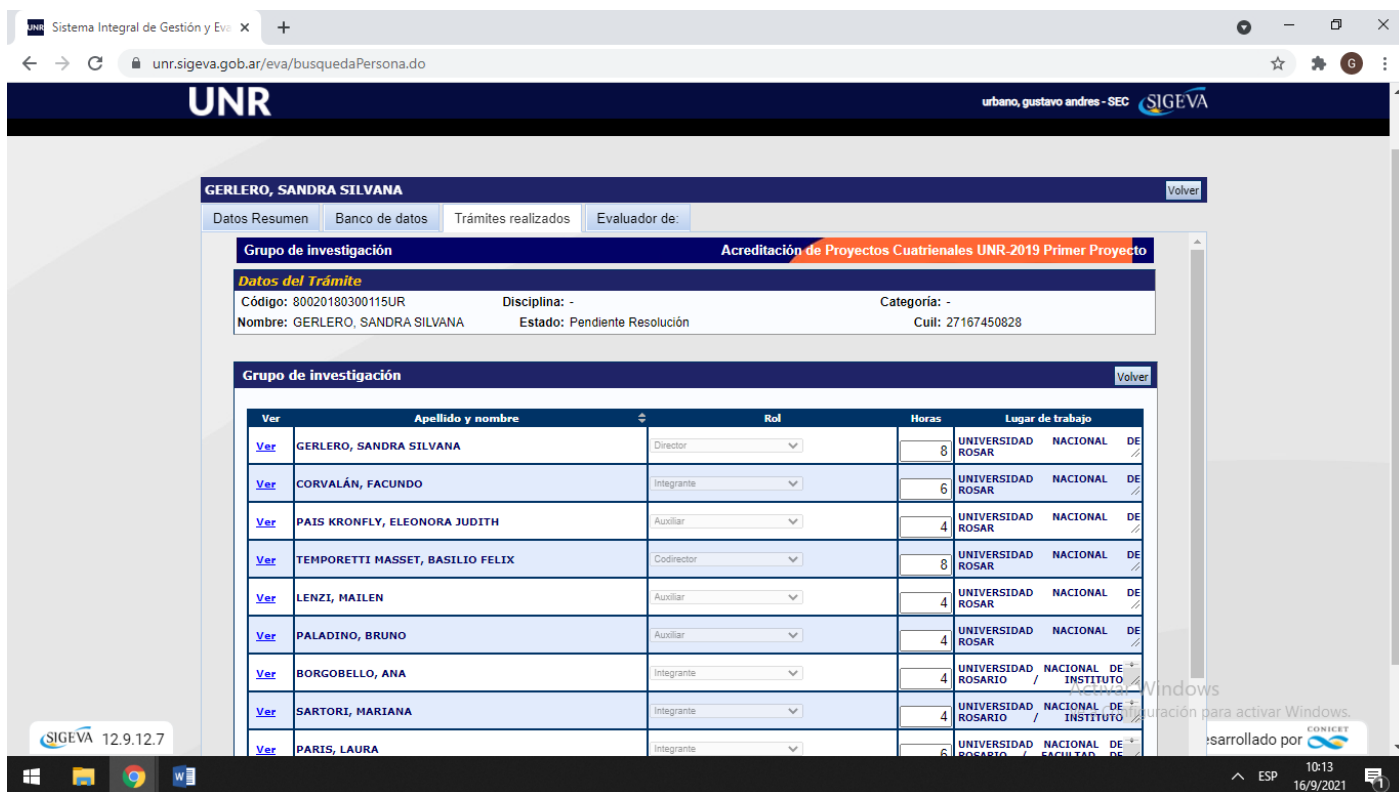 UNR Sistema Integral de Gestión y Eva
unr.sigeva.gob.ar/eva/busquedaPersona.do
G
UNR
urbano, gustavo andres - SEC SIGEVA
GERLERO, SANDRA SILVANA Volver
Datos Resumen Banco de datos Trámites realizados Evaluador de:
Grupo de investigación Acreditación de Proyectos Cuatrienales UNR-2019 Primer Proyecto
Datos del Trámite
Código: 80020180300115UR Disciplina: - Categoría: -
Nombre: GERLERO, SANDRA SILVANA Estado: Pendiente Resolución Cuil: 27167450828
Grupo de investigación Volver
Ver Apellido y nombre Rol Horas Lugar de trabajo
Ver GERLERO, SANDRA SILVANA Director 8 UNIVERSIDAD NACIONAL DE
ROSAR
Ver CORVALÁN, FACUNDO Integrante 6 UNIVERSIDAD NACIONAL DE
ROSAR
Ver PAIS KRONFLY, ELEONORA JUDITH Auxiliar 4 UNIVERSIDAD NACIONAL DE
ROSAR
Ver TEMPORETTI MASSET, BASILIO FELIX Codirector 8 UNIVERSIDAD NACIONAL DE
ROSAR
Ver LENZI, MAILEN Auxiliar 4 UNIVERSIDAD NACIONAL DE
ROSAR
Ver PALADINO, BRUNO Auxiliar 4 UNIVERSIDAD NACIONAL DE
ROSAR
Ver BORGOBELLO, ANA Integrante 4 UNIVERSIDAD NACIONAL DE
ROSARIO / INSTITUTO
Ver SARTORI, MARIANA Integrante 4 UNIVERSIDAD NACIONAL DE
ROSARIO / INSTITUTO
Ver PARIS, LAURA Integrante 6 UNIVERSIDAD NACIONAL DE
ROSARIO / FACULTAD DE
Activar Windows
para activar Windows.
SIGEVA 12.9.12.7
esarrollado por CONICET
ESP
10:13
16/9/2021
1